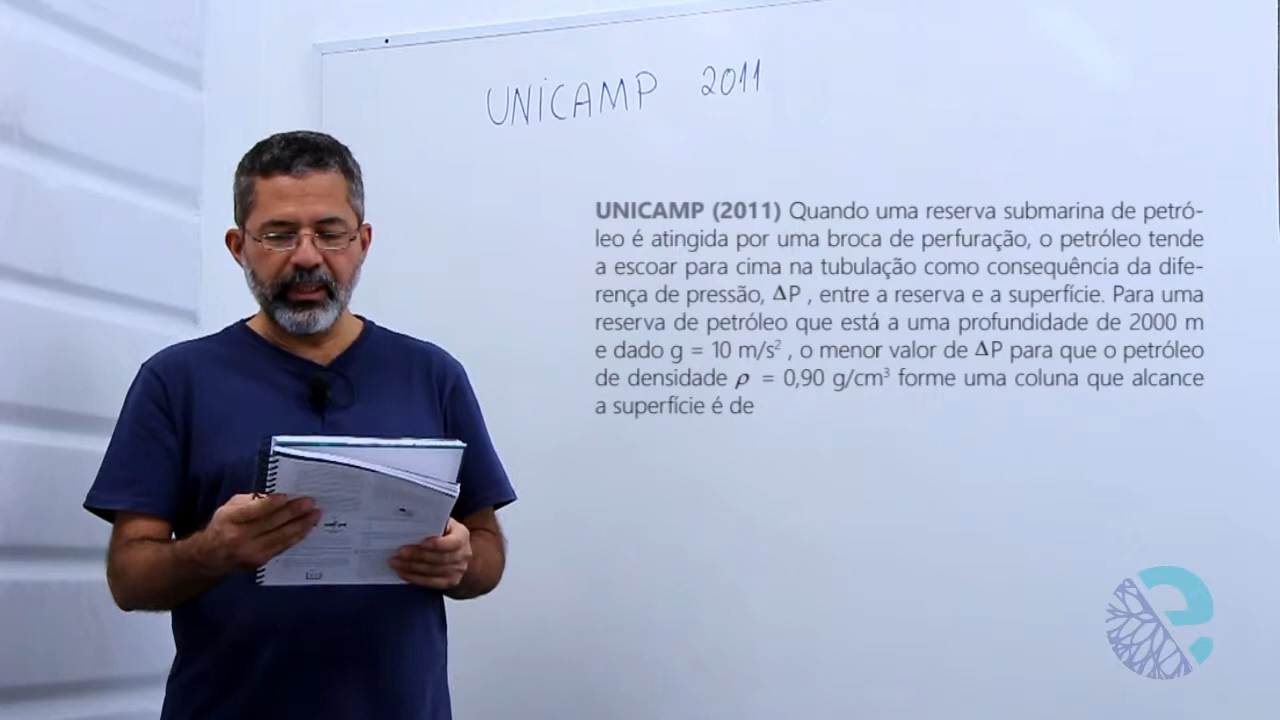 UNICAMP 2011
UNICAMP (2011) Quando uma reserva submarina de petró-
leo é atingida por uma broca de perfuração, o petróleo tende
a escoar para cima na tubulação como consequência da dife-
rença de pressão, ΔP , entre a reserva e a superfície. Para uma
reserva de petróleo que está a uma profundidade de 2000 m
e dado g = 10 m/s² , o menor valor de ΔP para que o petróleo
de densidade ρ = 0,90 g/cm³ forme uma coluna que alcance
a superfície é de